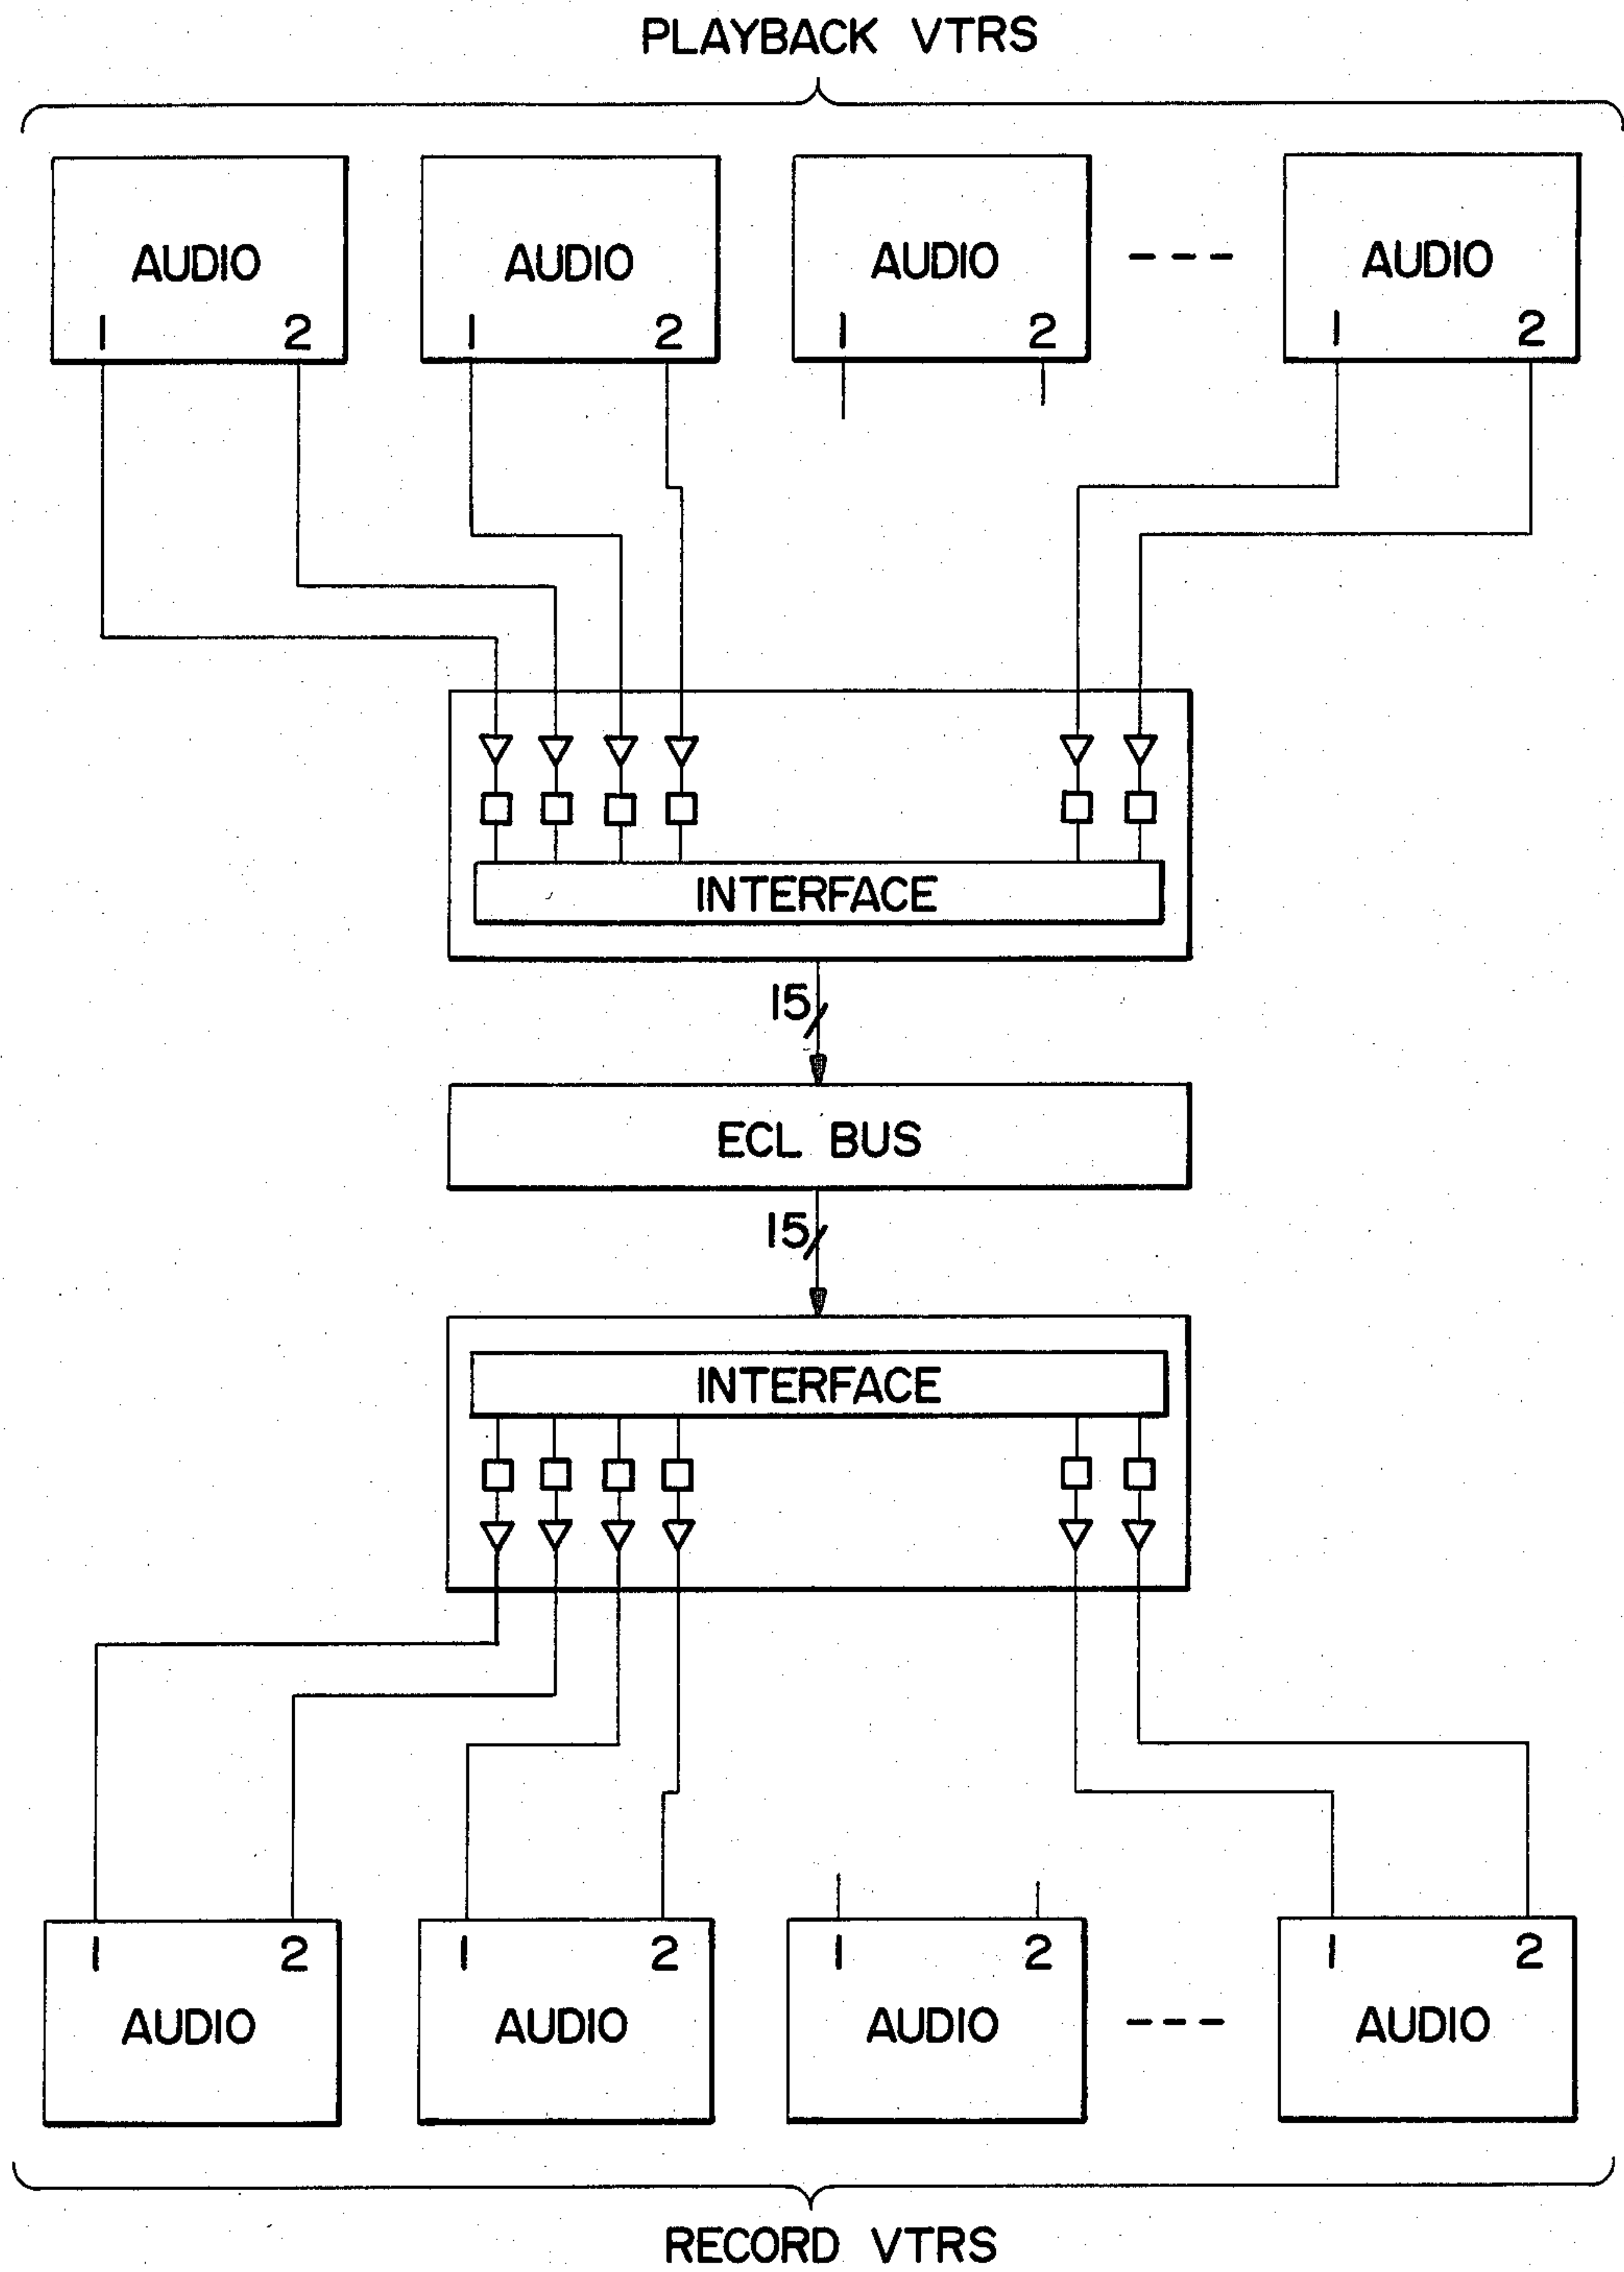 PLAYBACK VTRS
AUDIO AUDIO AUDIO AUDIO
1 2 1 2 1 2 1 2
INTERFACE
15
ECL BUS
15
INTERFACE
1 2 1 2 1 2 1 2
AUDIO AUDIO AUDIO AUDIO
RECORD VTRS